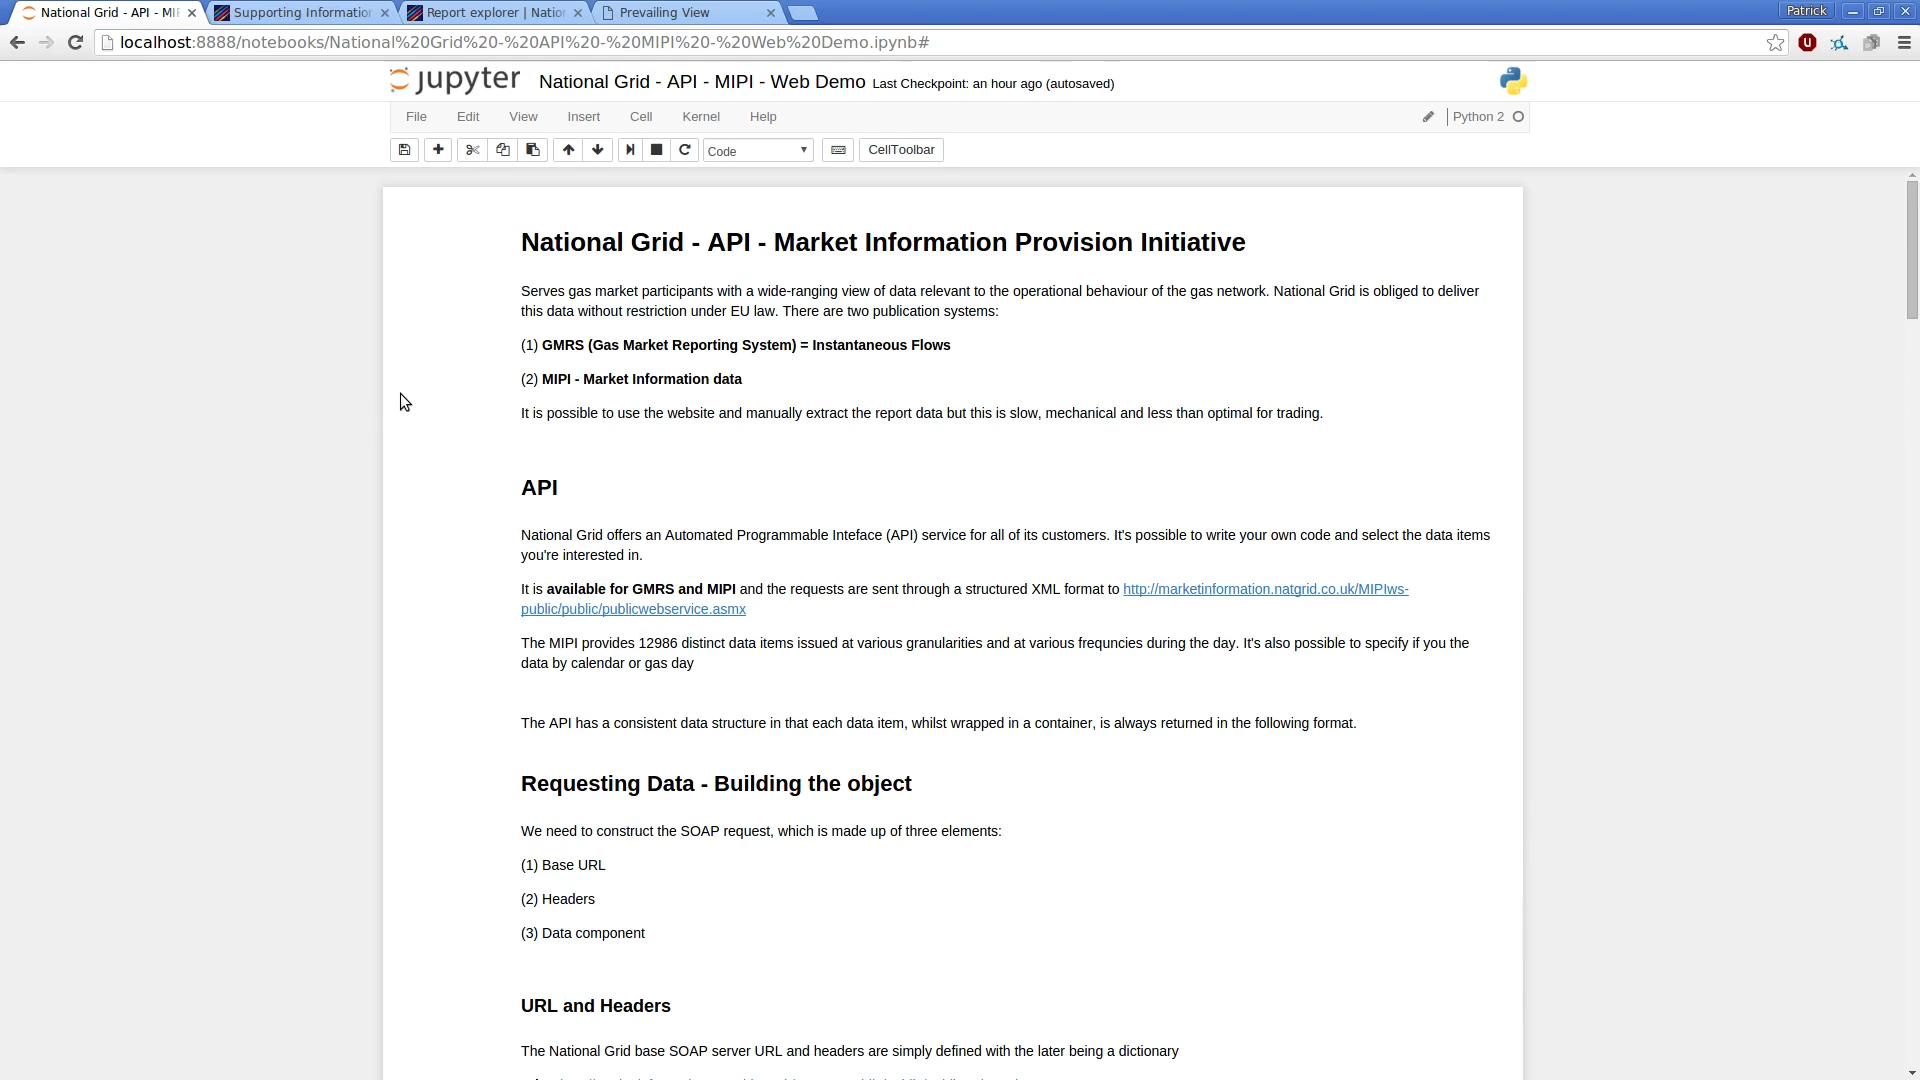 National Grid - API - MI
Supporting Information
Report explorer | Natio
Prevailing View
Patrick
localhost:8888/notebooks/National%20Grid%20-%20API%20-%20MIPI%20-%20Web%20Demo.ipynb#
jupyter National Grid - API - MIPI - Web Demo Last Checkpoint: an hour ago (autosaved)
File Edit View Insert Cell Kernel Help Python 2
Code CellToolbar
National Grid - API - Market Information Provision Initiative
Serves gas market participants with a wide-ranging view of data relevant to the operational behaviour of the gas network. National Grid is obliged to deliver
this data without restriction under EU law. There are two publication systems:
(1) GMRS (Gas Market Reporting System) = Instantaneous Flows
(2) MIPI - Market Information data
It is possible to use the website and manually extract the report data but this is slow, mechanical and less than optimal for trading.
API
National Grid offers an Automated Programmable Inteface (API) service for all of its customers. It's possible to write your own code and select the data items
you're interested in.
It is available for GMRS and MIPI and the requests are sent through a structured XML format to http://marketinformation.natgrid.co.uk/MIPIws-
public/public/publicwebservice.asmx
The MIPI provides 12986 distinct data items issued at various granularities and at various frequncies during the day. It's also possible to specify if you the
data by calendar or gas day
The API has a consistent data structure in that each data item, whilst wrapped in a container, is always returned in the following format.
Requesting Data - Building the object
We need to construct the SOAP request, which is made up of three elements:
(1) Base URL
(2) Headers
(3) Data component
URL and Headers
The National Grid base SOAP server URL and headers are simply defined with the later being a dictionary